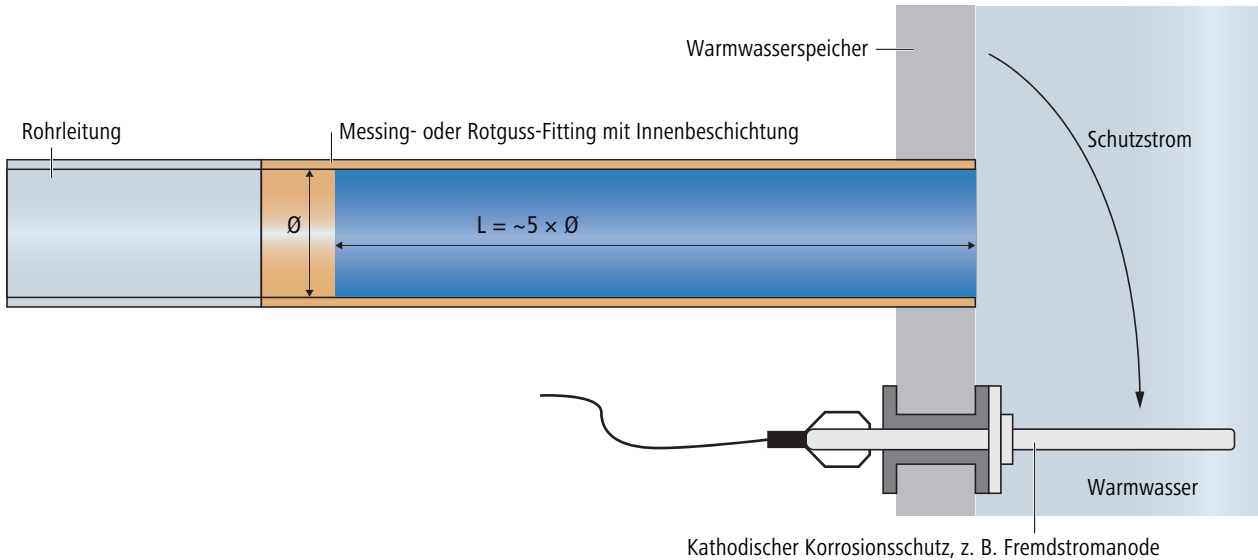 Warmwasserspeicher
Rohrleitung
Messing- oder Rotguss-Fitting mit Innenbeschichtung
Schutzstrom
Ø
L = ~5 × Ø
Warmwasser
Kathodischer Korrosionsschutz, z. B. Fremdstromanode